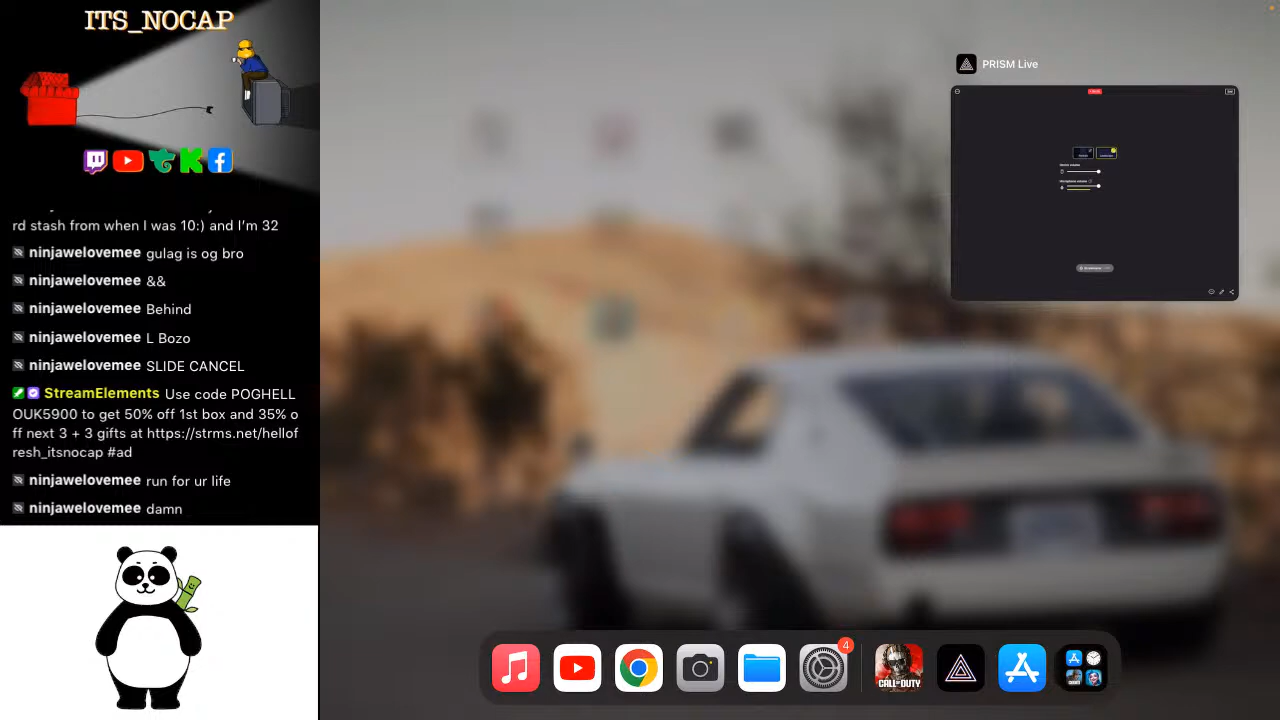 ITS_NOCAP
PRISM Live
rd stash from when I was 10:) and I'm 32
ninjawelovemee gulag is og bro
ninjawelovemee &&
ninjawelovemee Behind
ninjawelovemee L Bozo
ninjawelovemee SLIDE CANCEL
StreamElements Use code POGHELL
OUK5900 to get 50% off 1st box and 35% o
ff next 3 + 3 gifts at https://strms.net/hellof
resh_itsnocap #ad
ninjawelovemee run for ur life
ninjawelovemee damn
4
CALL OF DUTY